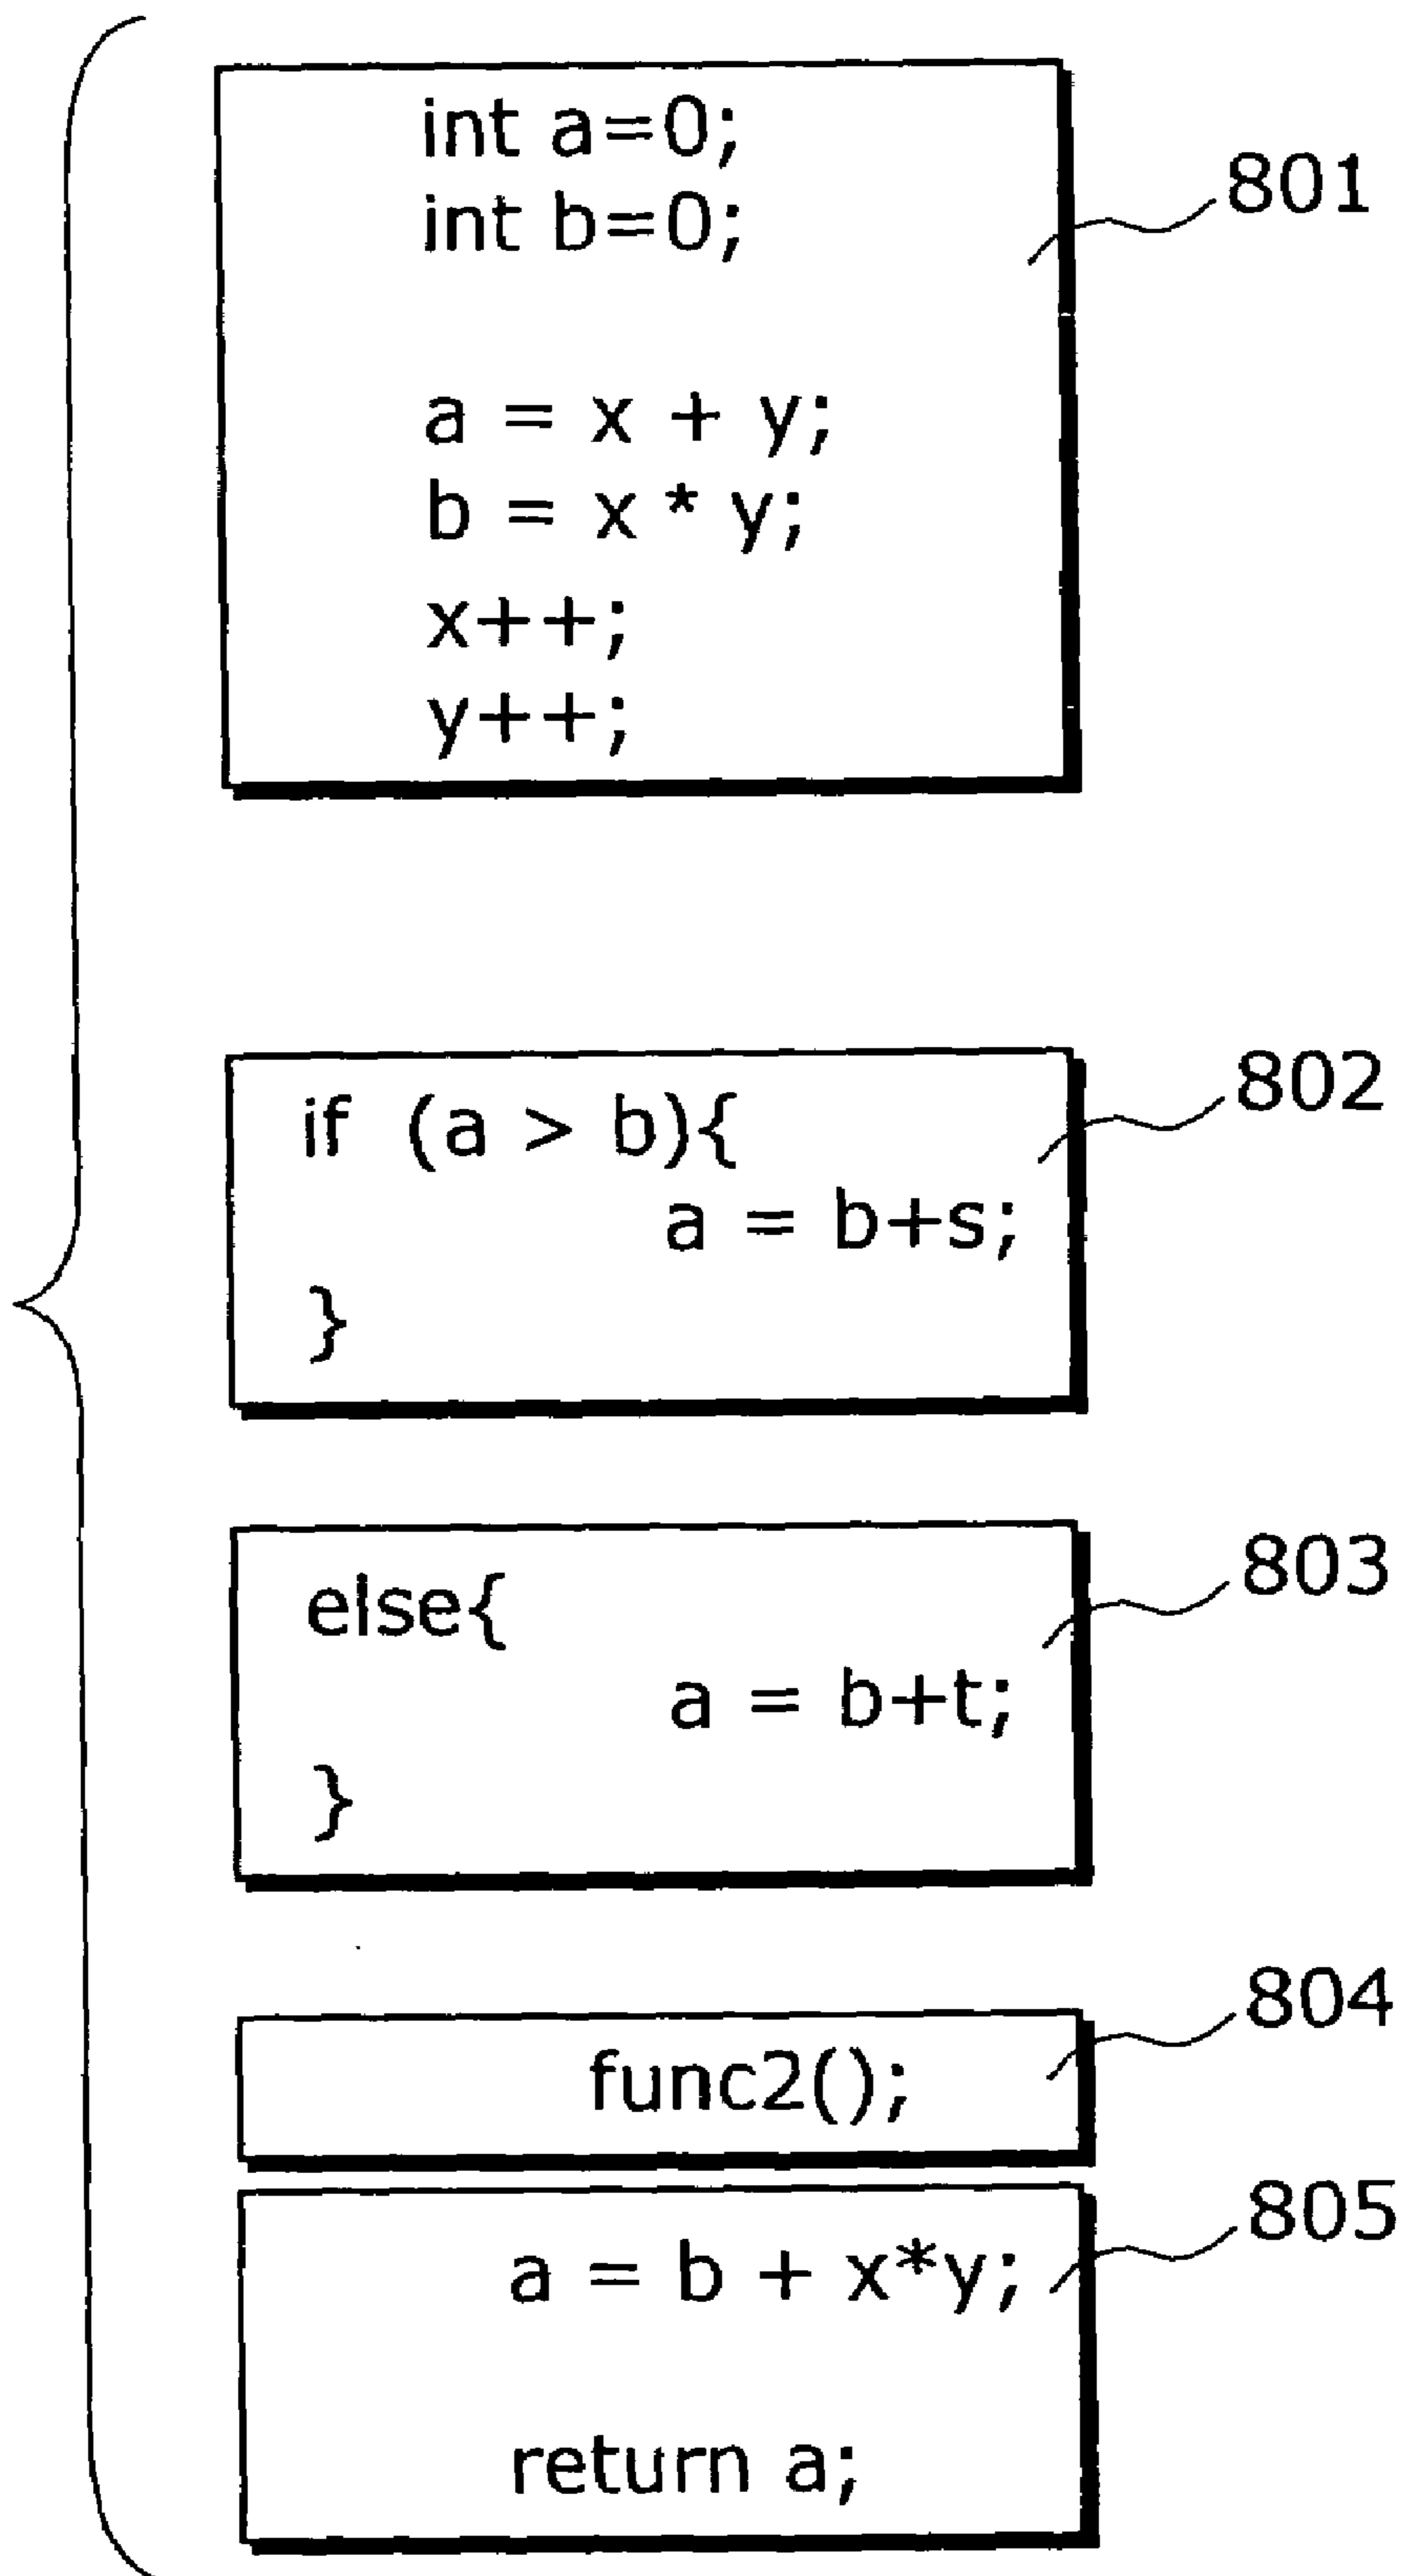 int a=0;
int b=0;
801
a = x + y;
b = x * y;
x++;
y++;
if (a > b){
802
a = b+s;
}
else{
803
a = b+t;
}
804
func2();
805
a = b + x*y;
return a;